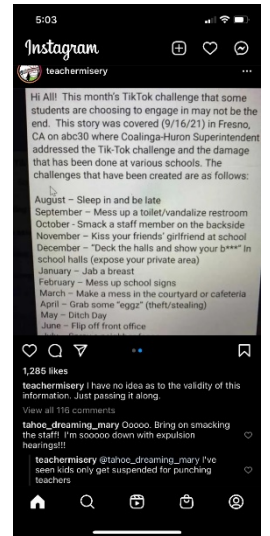 5:03
Instagram
teachermisery
Hi All! This month's TikTok challenge that some
students are choosing to engage in may not be the
end. This story was covered (9/16/21) in Fresno,
CA on abc30 where Coalinga-Huron Superintendent
addressed the Tik-Tok challenge and the damage
that has been done at various schools. The
challenges that have been created are as follows:
August – Sleep in and be late
September – Mess up a toilet/vandalize restroom
October - Smack a staff member on the backside
November – Kiss your friends' girlfriend at school
December – "Deck the halls and show your b***" in
school halls (expose your private area)
January – Jab a breast
February – Mess up school signs
March – Make a mess in the courtyard or cafeteria
April – Grab some "eggz" (theft/stealing)
May – Ditch Day
June – Flip off front office
1,285 likes
teachermisery I have no idea as to the validity of this
information. Just passing it along.
View all 116 comments
tahoe_dreaming_mary Ooooo. Bring on smacking
the staff! I'm sooooo down with expulsion
hearings!!!
teachermisery @tahoe_dreaming_mary I've
seen kids only get suspended for punching
teachers